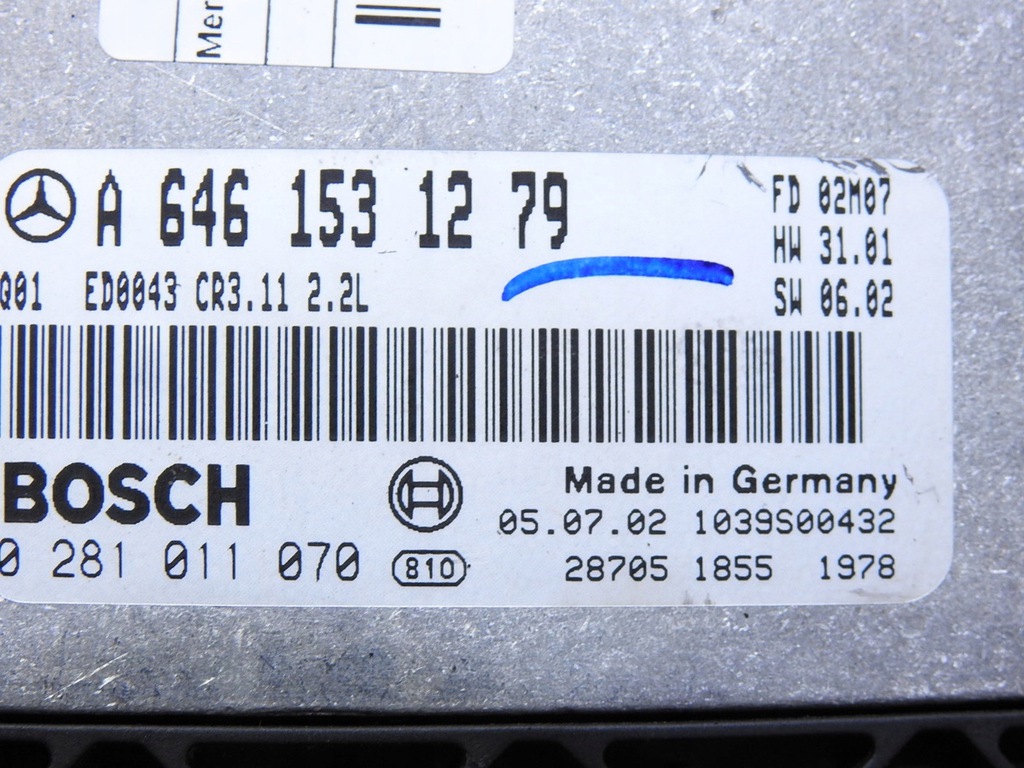 Mer
A 646 153 12 79
FD 02M07
HW 31.01
Q01 ED0043 CR3.11 2.2L
SW 06.02
BOSCH
Made in Germany
05.07.02 1039S00432
0 281 011 070 810
28705 1855 1978